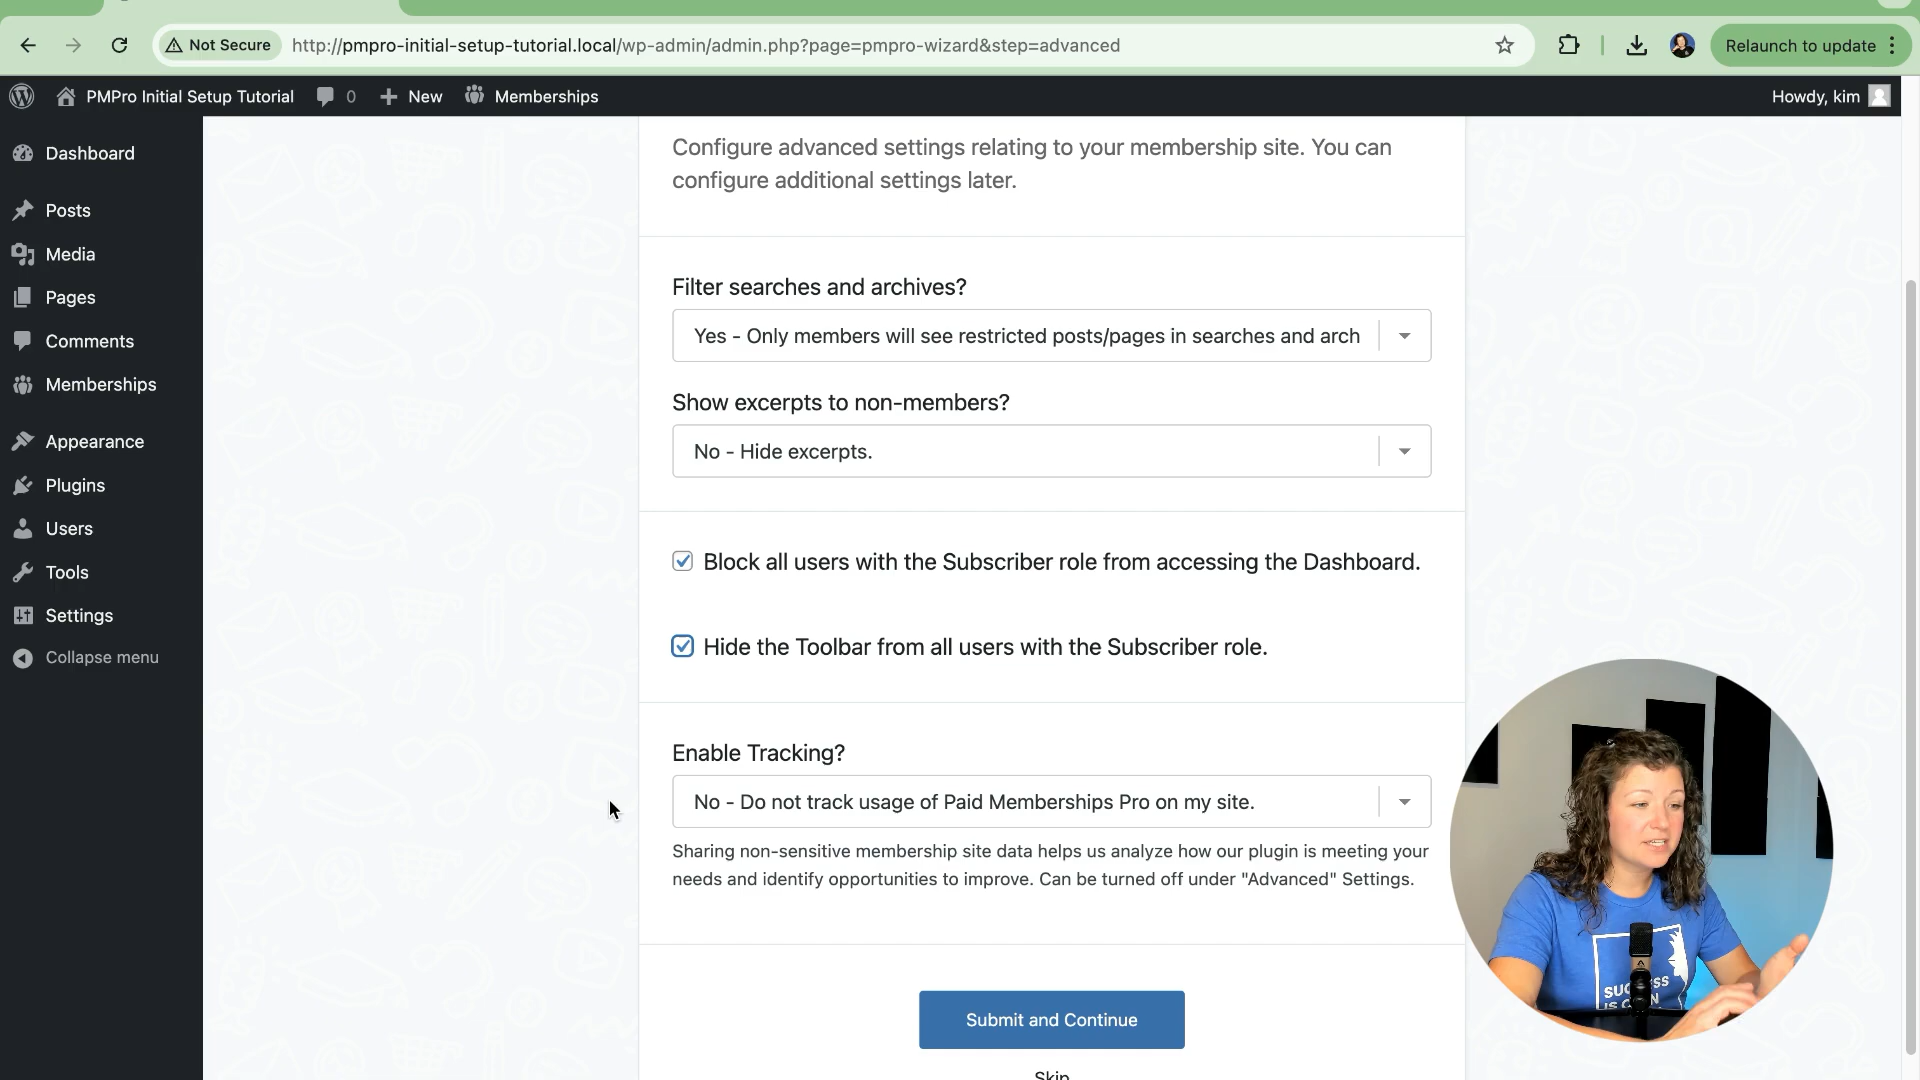 Not Secure
http://pmpro-initial-setup-tutorial.local/wp-admin/admin.php?page=pmpro-wizard&step=advanced
Relaunch to update
PMPro Initial Setup Tutorial
0
New
Memberships
Howdy, kim
Dashboard
Posts
Media
Pages
Comments
Memberships
Appearance
Plugins
Users
Tools
Settings
Collapse menu
Configure advanced settings relating to your membership site. You can
configure additional settings later.
Filter searches and archives?
Yes - Only members will see restricted posts/pages in searches and arch
Show excerpts to non-members?
No - Hide excerpts.
Block all users with the Subscriber role from accessing the Dashboard.
Hide the Toolbar from all users with the Subscriber role.
Enable Tracking?
No - Do not track usage of Paid Memberships Pro on my site.
Sharing non-sensitive membership site data helps us analyze how our plugin is meeting your
needs and identify opportunities to improve. Can be turned off under "Advanced" Settings.
Submit and Continue
Skip